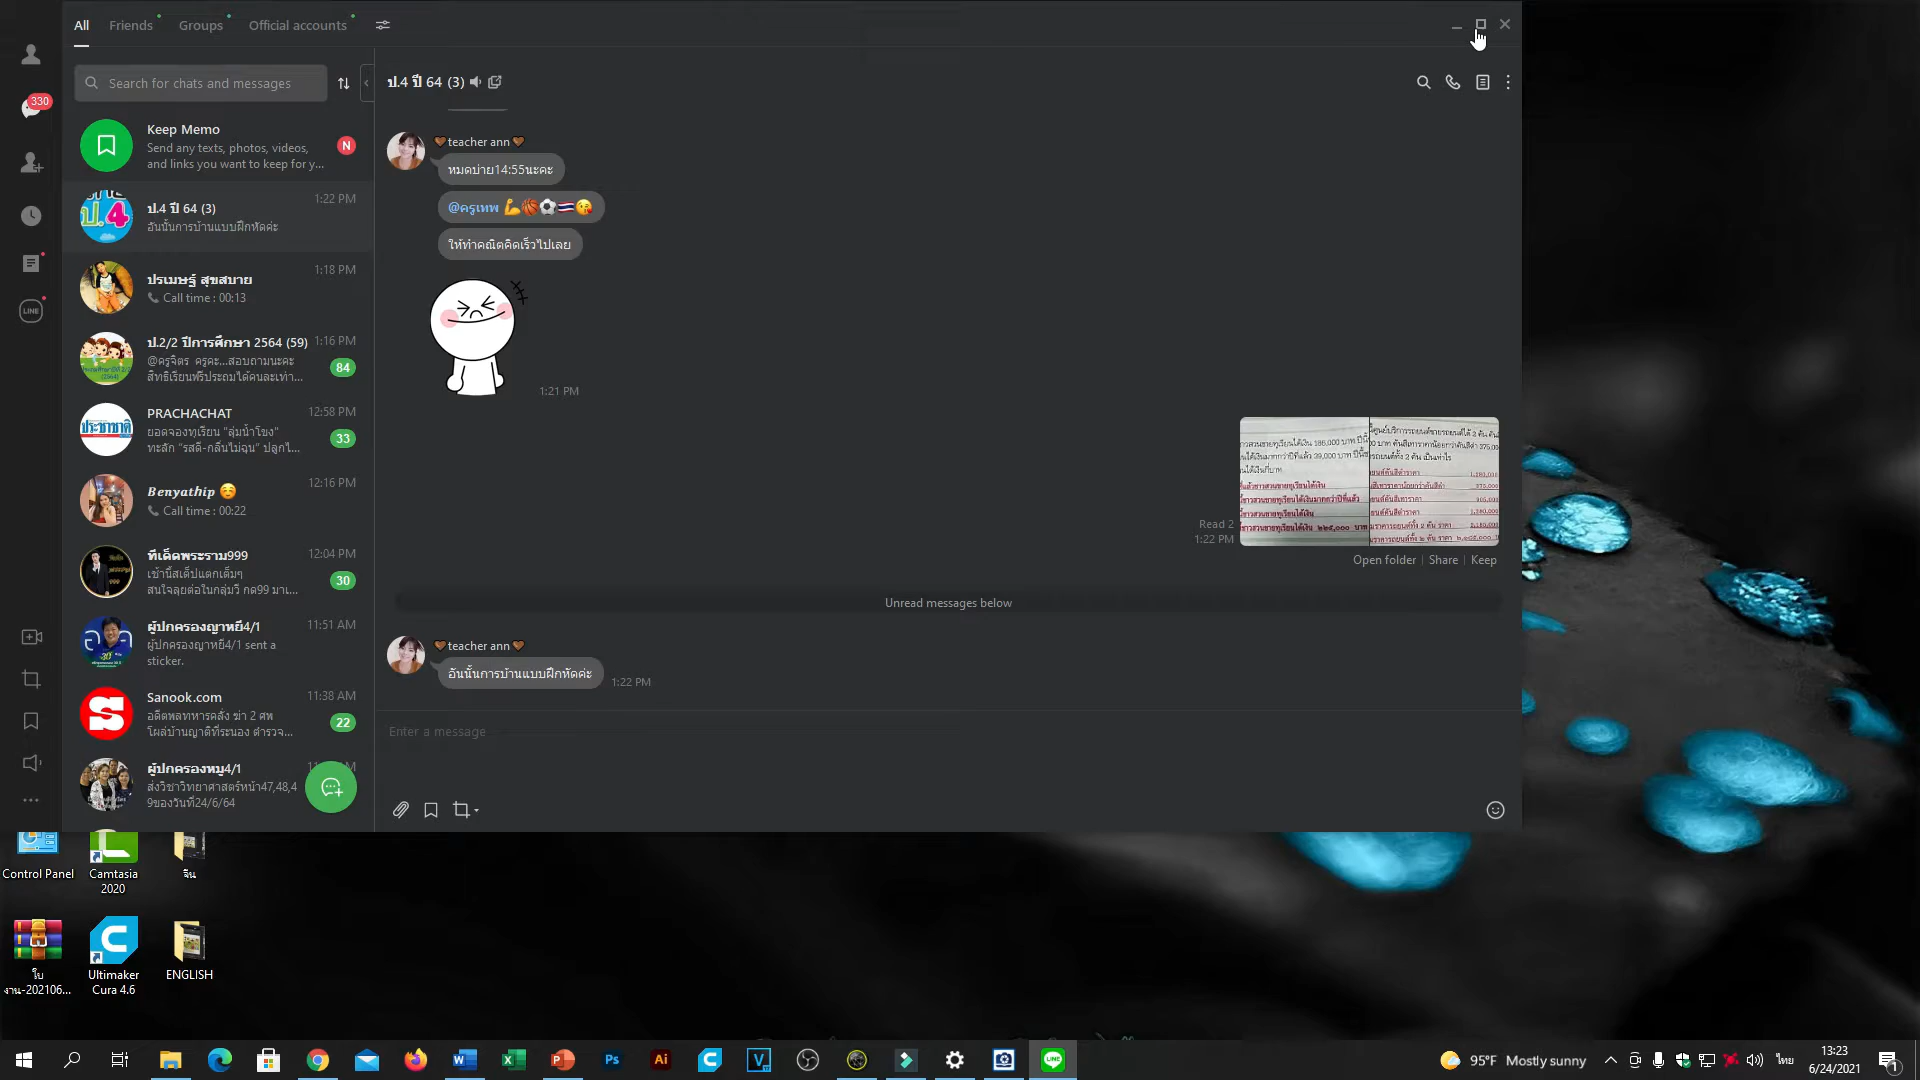 All
Friends
Groups
Official accounts
330
Search for chats and messages
Keep Memo
Send any texts, photos, videos,
and links you want to keep for y...
N
ป.4 ปี 64 (3)
1:22 PM
อันนั้นการบ้านแบบฝึกหัดค่ะ
ปรเมษฐ์ สุขสบาย
1:18 PM
Call time : 00:13
ป.2/2 ปีการศึกษา 2564 (59)
1:16 PM
@ครูจิตร ครูคะ...สอบถามนะคะ
สิทธิเรียนฟรีประถมได้คนละเท่า...
84
PRACHACHAT
12:58 PM
ยอดจองทุเรียน "ลุ่มน้ำโขง"
ทะลัก "รสดี-กลิ่นไม่ฉุน" ปลูกไ...
33
ประชาชาติ
Benyathip 😊
12:16 PM
Call time : 00:22
ทีเด็ดพระราม999
12:04 PM
เช้านี้สเต็ปแตกเต็มๆ
สนใจลุยต่อในกลุ่มวี กด99 มาเ...
30
ผู้ปกครองญาหยี4/1
11:51 AM
ผู้ปกครองญาหยี4/1 sent a
sticker.
Sanook.com
11:38 AM
อดีตพลทหารคลั่ง ฆ่า 2 ศพ
โผล่บ้านญาติที่ระนอง ตำรวจ...
22
ผู้ปกครองหมู4/1
ส่งวิชาวิทยาศาสตร์หน้า47,48,4
9ของวันที่24/6/64
LINE
ป.4 ปี 64 (3)
🤎teacher ann🤎
หมดบ่าย14:55นะคะ
@ครูเทพ 💪🏀⚽🇹🇭😘
ให้ทำคณิตคิดเร็วไปเลย
1:21 PM
Read 2
1:22 PM
Open folder | Share | Keep
Unread messages below
🤎teacher ann🤎
อันนั้นการบ้านแบบฝึกหัดค่ะ
1:22 PM
Enter a message
Control Panel
Camtasia
2020
จีน
ใบ
งาน-202106...
Ultimaker
Cura 4.6
ENGLISH
95°F Mostly sunny
ไทย
13:23
6/24/2021
1